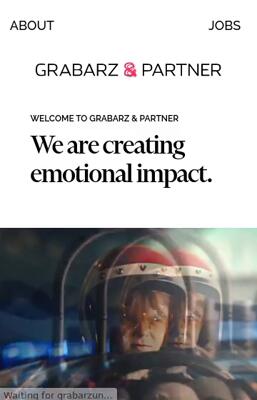 ABOUT JOBS
GRABARZ & PARTNER
WELCOME TO GRABARZ & PARTNER
We are creating
emotional impact.
Waiting for grabarzun...